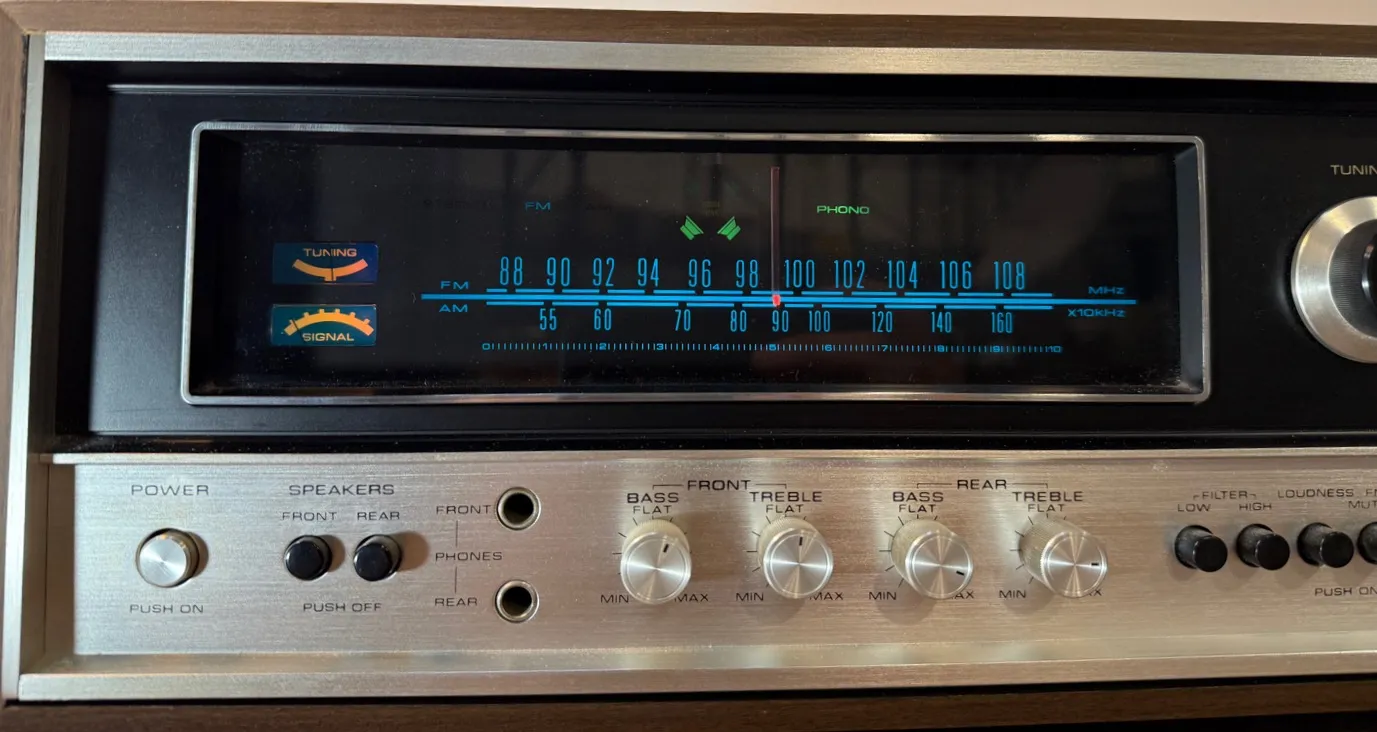 TUNIN
FM PHONO
TUNING
88 90 92 94 96 98 100 102 104 106 108
FM MHz
AM X10kHz
55 60 70 80 90 100 120 140 160
SIGNAL
0 1 2 3 4 5 6 7 8 9 10
POWER
PUSH ON
SPEAKERS
FRONT REAR
PUSH OFF
FRONT
PHONES
REAR
FRONT
BASS TREBLE
FLAT FLAT
MIN MAX MIN MAX
REAR
BASS TREBLE
FLAT FLAT
MIN AX MIN X
FILTER LOUDNESS
LOW HIGH MUT
PUSH ON